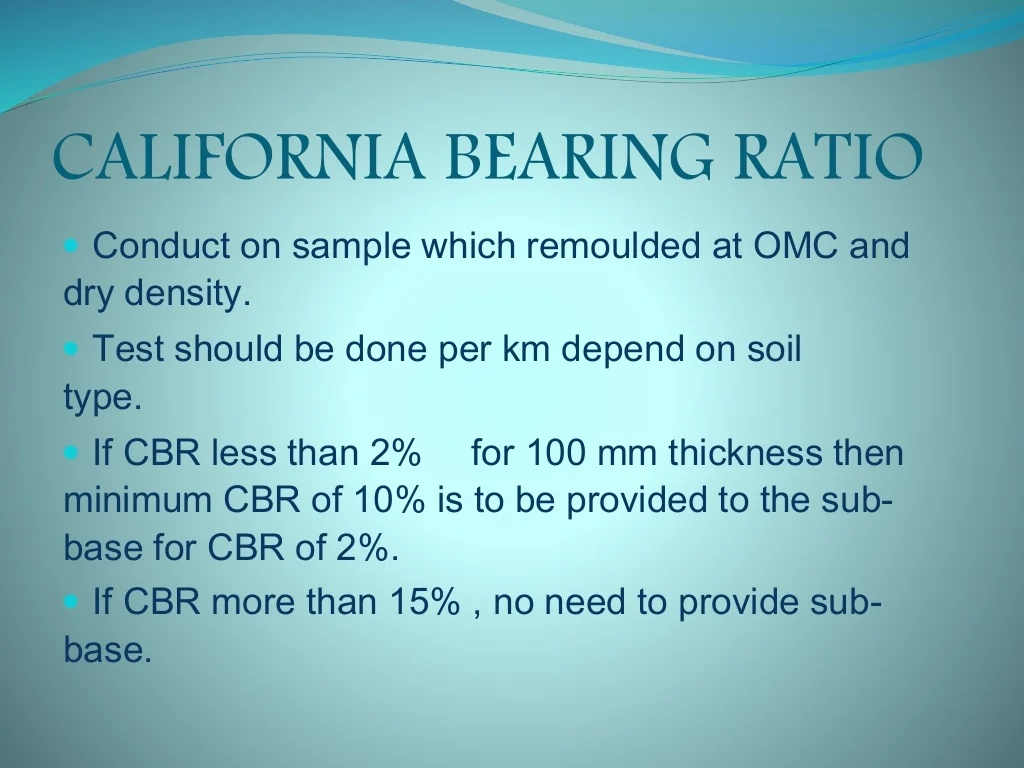 CALIFORNIA BEARING RATIO
• Conduct on sample which remoulded at OMC and
dry density.
• Test should be done per km depend on soil
type.
• If CBR less than 2% for 100 mm thickness then
minimum CBR of 10% is to be provided to the sub-
base for CBR of 2%.
• If CBR more than 15% , no need to provide sub-
base.